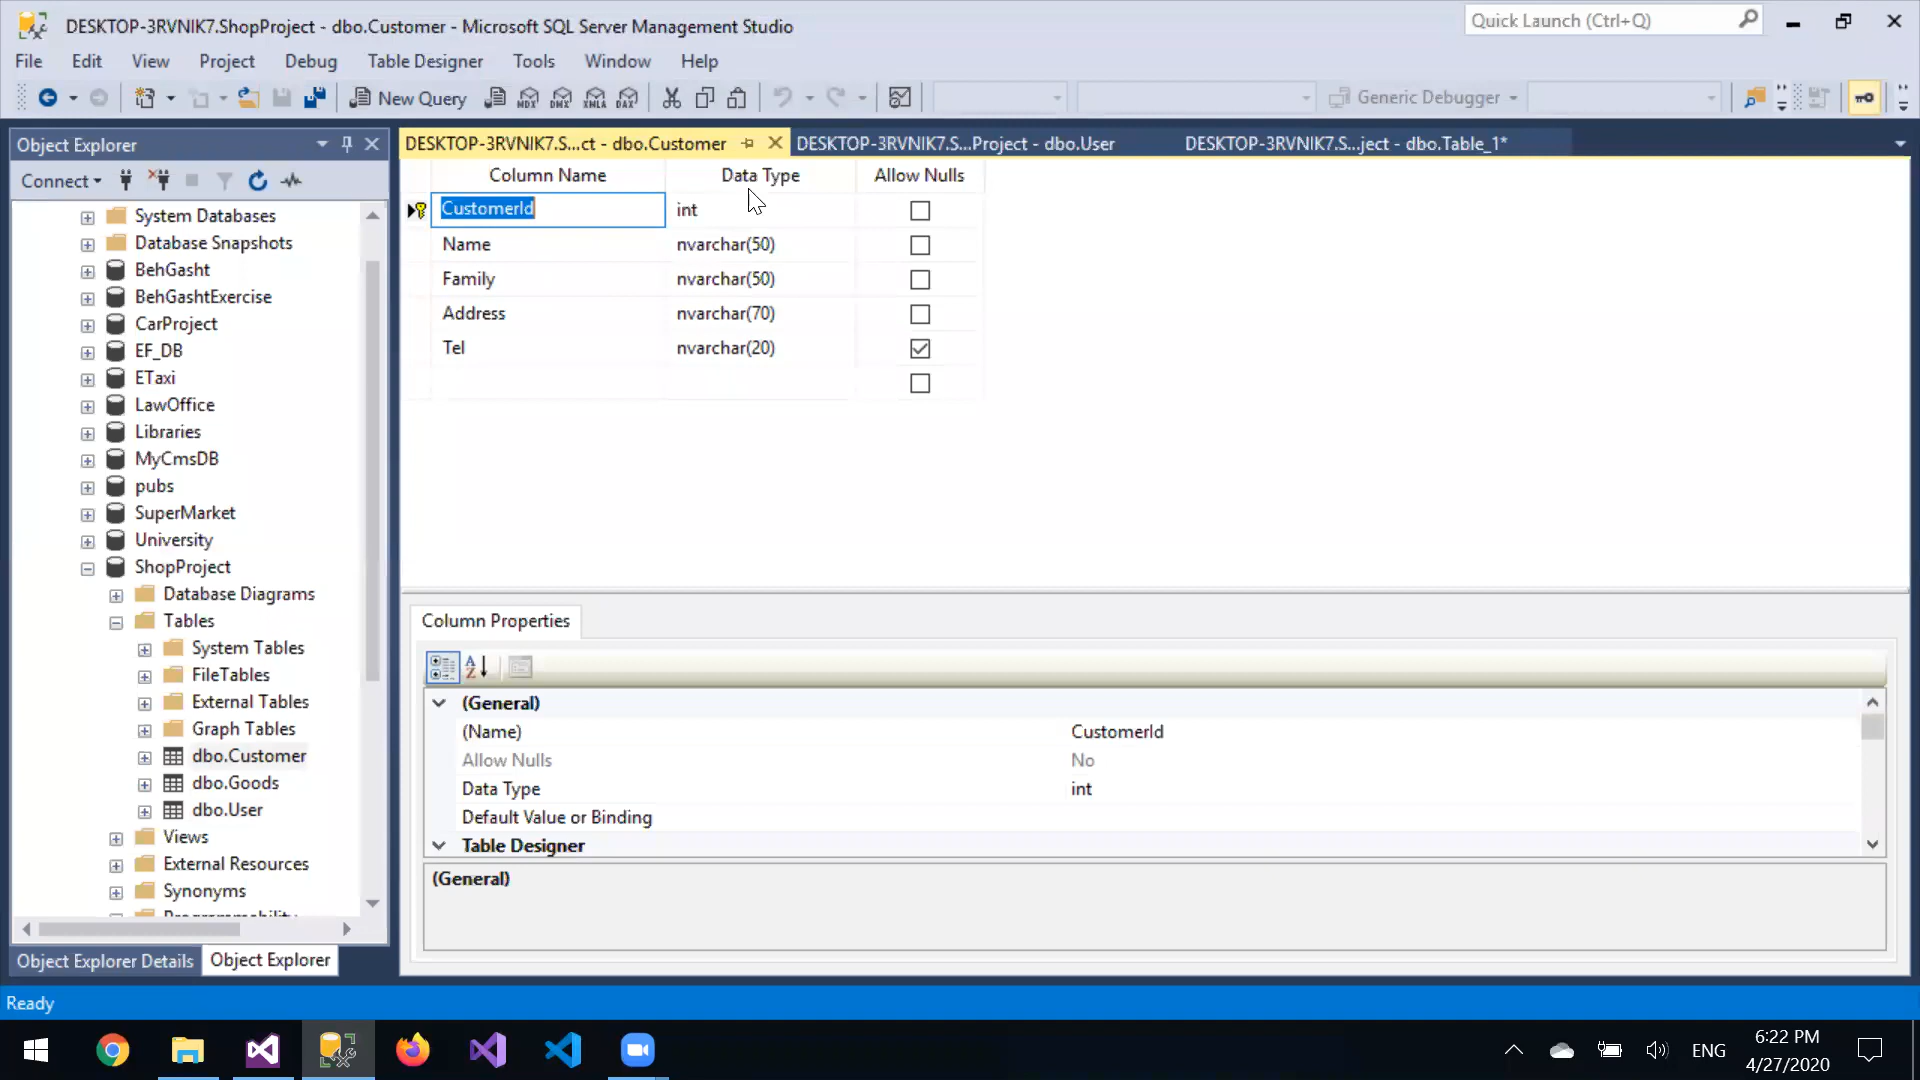 DESKTOP-3RVNIK7.ShopProject - dbo.Customer - Microsoft SQL Server Management Studio
Quick Launch (Ctrl+Q)
File Edit View Project Debug Table Designer Tools Window Help
New Query MDX DMX XMLA DAX Generic Debugger
Object Explorer
DESKTOP-3RVNIK7.S...ct - dbo.Customer
DESKTOP-3RVNIK7.S...Project - dbo.User
DESKTOP-3RVNIK7.S...ject - dbo.Table_1*
Connect
System Databases
Database Snapshots
BehGasht
BehGashtExercise
CarProject
EF_DB
ETaxi
LawOffice
Libraries
MyCmsDB
pubs
SuperMarket
University
ShopProject
Database Diagrams
Tables
System Tables
FileTables
External Tables
Graph Tables
dbo.Customer
dbo.Goods
dbo.User
Views
External Resources
Synonyms
Programmability
Object Explorer Details
Object Explorer
Column Name Data Type Allow Nulls
CustomerId int
Name nvarchar(50)
Family nvarchar(50)
Address nvarchar(70)
Tel nvarchar(20)
Column Properties
A
Z
(General)
(Name) CustomerId
Allow Nulls No
Data Type int
Default Value or Binding
Table Designer
(General)
Ready
ENG
6:22 PM
4/27/2020